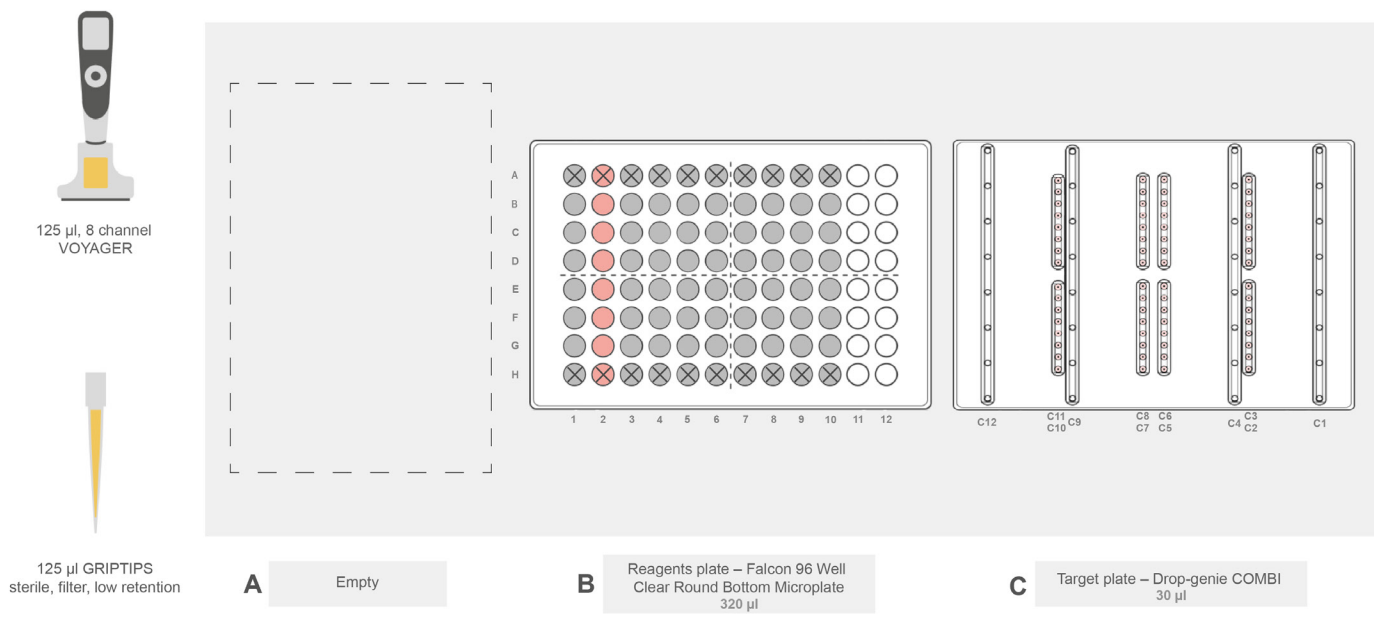 125 µl, 8 channel
VOYAGER
125 µl GRIPTIPS
sterile, filter, low retention
A
B
C
D
E
F
G
H
1 2 3 4 5 6 7 8 9 10 11 12
C12 C11 C9 C8 C6 C4 C3 C1
C10 C7 C5 C2
A Empty
B Reagents plate – Falcon 96 Well
Clear Round Bottom Microplate
320 µl
C Target plate – Drop-genie COMBI
30 µl